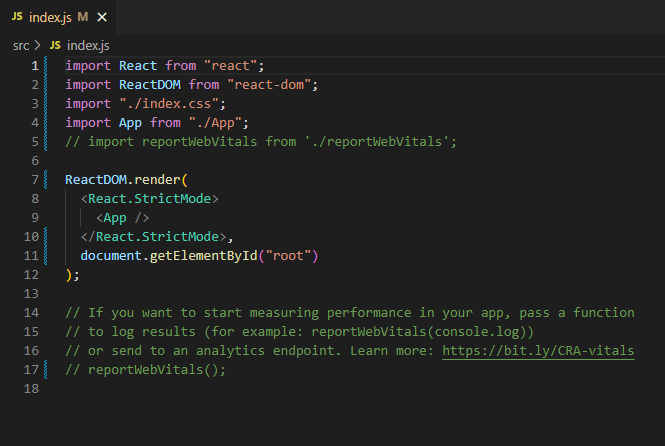 JS index.js M ×
src > JS index.js
1 import React from "react";
2 import ReactDOM from "react-dom";
3 import "./index.css";
4 import App from "./App";
5 // import reportWebVitals from './reportWebVitals';
6
7 ReactDOM.render(
8   <React.StrictMode>
9     <App />
10   </React.StrictMode>,
11   document.getElementById("root")
12 );
13
14 // If you want to start measuring performance in your app, pass a function
15 // to log results (for example: reportWebVitals(console.log))
16 // or send to an analytics endpoint. Learn more: https://bit.ly/CRA-vitals
17 // reportWebVitals();
18